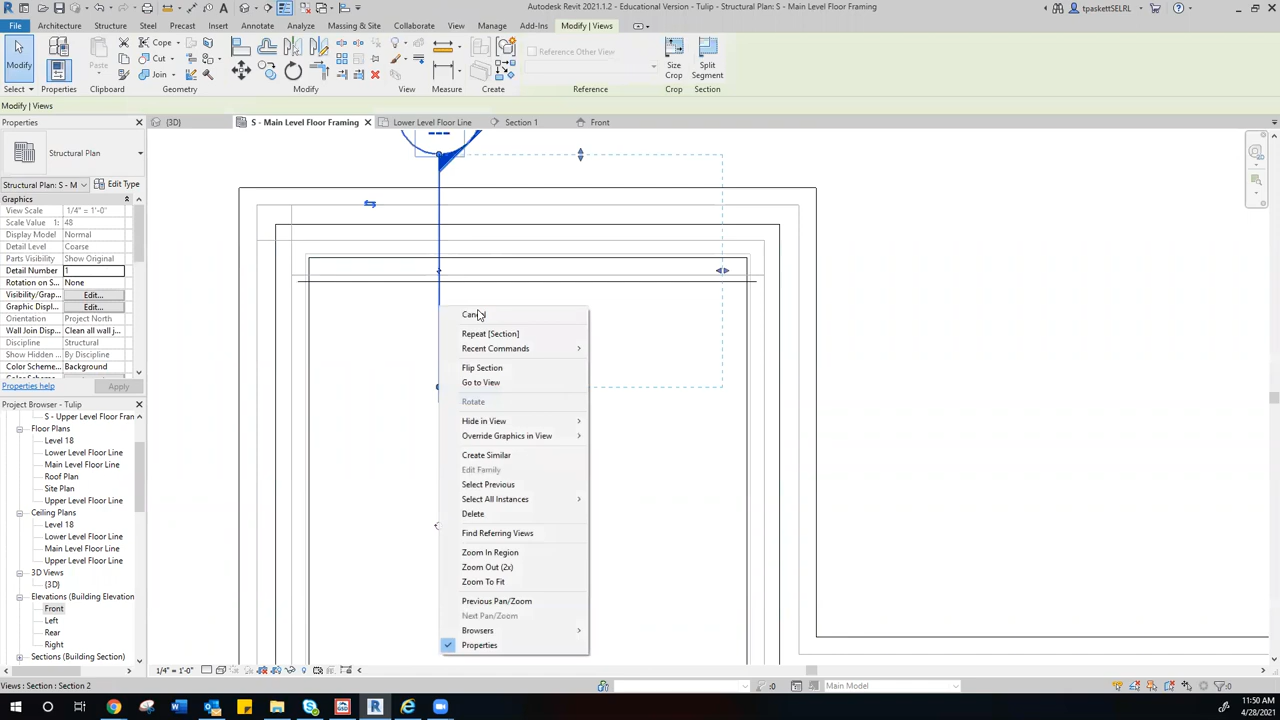 Autodesk Revit 2021.1.2 - Educational Version - Tulip - Structural Plan: S - Main Level Floor Framing
tpaskettSELRL
File Architecture Structure Steel Precast Systems Insert Annotate Analyze Massing & Site Collaborate View Manage Add-Ins Modify | Views
Modify
Paste
Cope
Cut
Join
Reference Other View
Size
Crop
Split
Segment
Select Properties Clipboard Geometry Modify View Measure Create Reference Crop Section
Modify | Views
Properties
{3D}
S - Main Level Floor Framing
Lower Level Floor Line
Section 1
Front
Structural Plan
Structural Plan: S - M
Edit Type
Graphics
View Scale 1/4" = 1'-0"
Scale Value 1: 48
Display Model Normal
Detail Level Coarse
Parts Visibility Show Original
Detail Number 1
Rotation on S... None
Visibility/Grap... Edit...
Graphic Displ... Edit...
Orientation Project North
Wall Join Disp... Clean all wall j...
Discipline Structural
Show Hidden ... By Discipline
Color Scheme... Background
Properties help
Apply
Project Browser - Tulip
S - Upper Level Floor Fram
Floor Plans
Level 18
Lower Level Floor Line
Main Level Floor Line
Roof Plan
Site Plan
Upper Level Floor Line
Ceiling Plans
Level 18
Lower Level Floor Line
Main Level Floor Line
Upper Level Floor Line
3D Views
{3D}
Elevations (Building Elevation
Front
Left
Rear
Right
Sections (Building Section)
Cancel
Repeat [Section]
Recent Commands
Flip Section
Go to View
Rotate
Hide in View
Override Graphics in View
Create Similar
Edit Family
Select Previous
Select All Instances
Delete
Find Referring Views
Zoom In Region
Zoom Out (2x)
Zoom To Fit
Previous Pan/Zoom
Next Pan/Zoom
Browsers
Properties
1/4" = 1'-0"
Views : Section : Section 2
:0
Main Model
:0
11:50 AM
4/28/2021